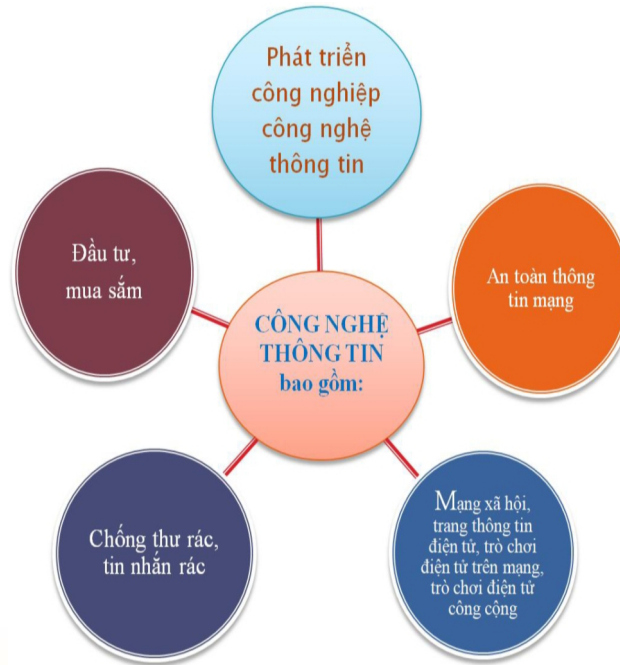 Phát triển
công nghiệp
công nghệ
thông tin
Đầu tư,
mua sắm
An toàn thông
tin mạng
CÔNG NGHỆ
THÔNG TIN
bao gồm:
Chống thư rác,
tin nhắn rác
Mạng xã hội,
trang thông tin
điện tử, trò chơi
điện tử trên mạng,
trò chơi điện tử
công cộng